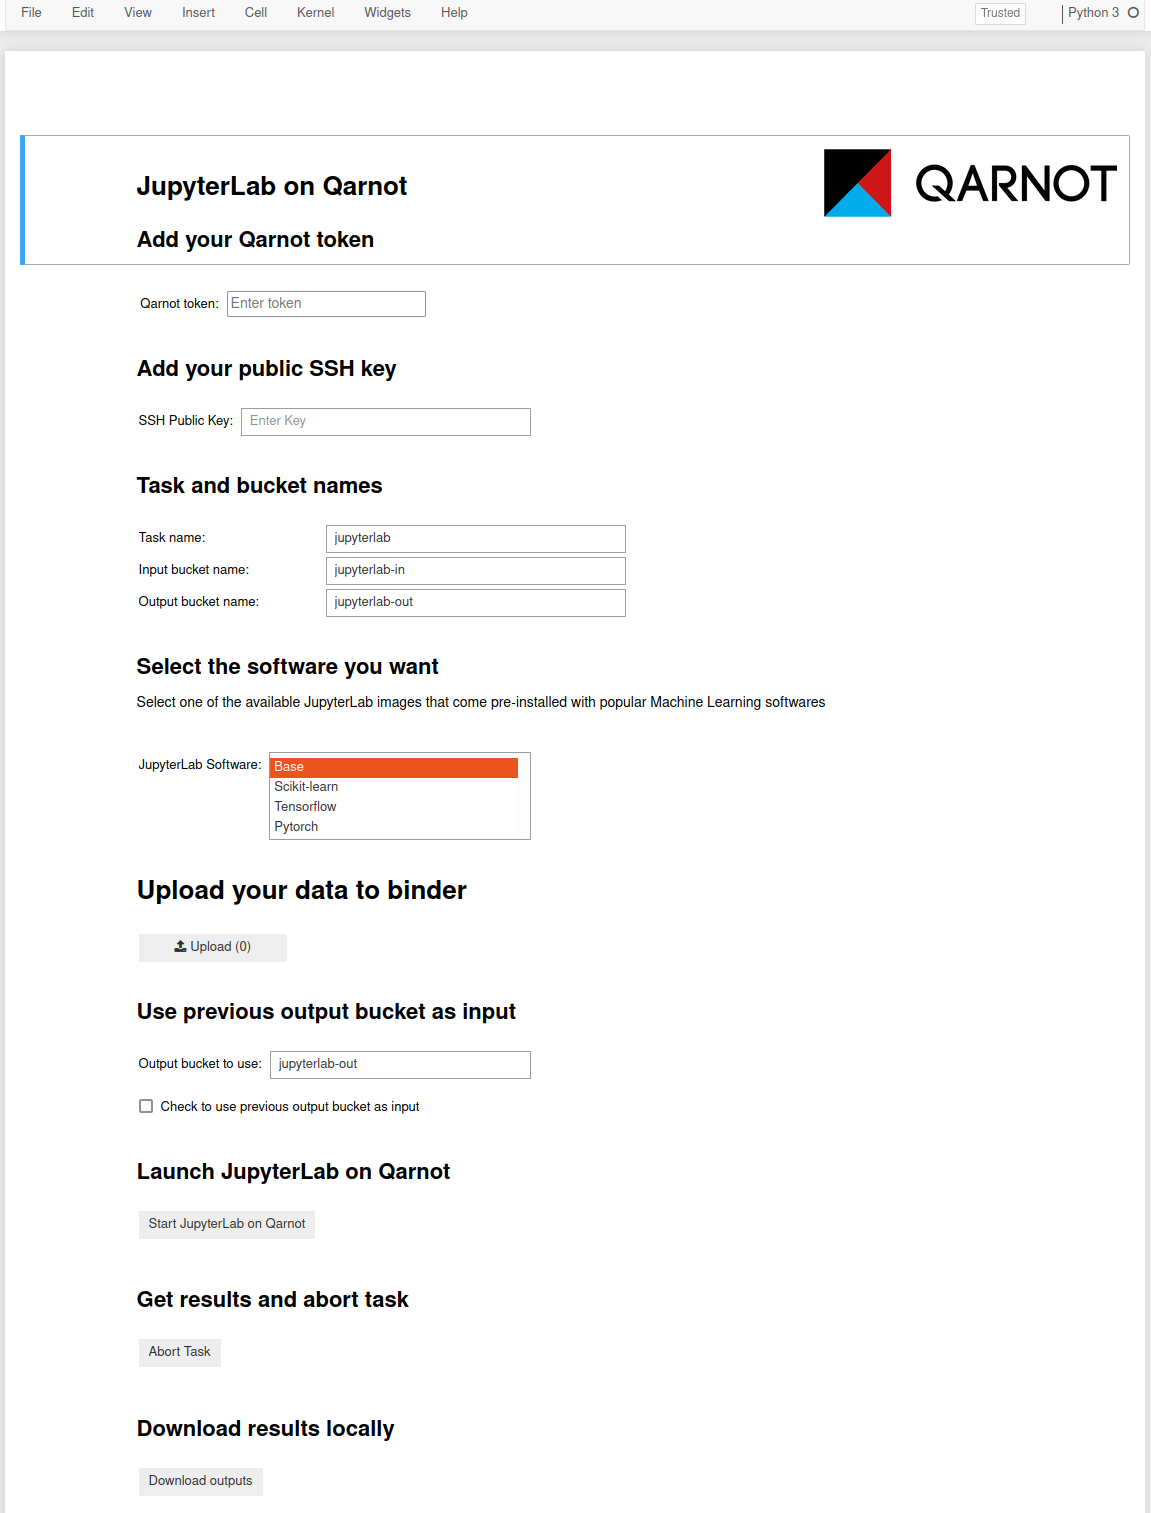 File Edit View Insert Cell Kernel Widgets Help Trusted Python 3
QARNOT
JupyterLab on Qarnot
Add your Qarnot token
Qarnot token: Enter token
Add your public SSH key
SSH Public Key: Enter Key
Task and bucket names
Task name: jupyterlab
Input bucket name: jupyterlab-in
Output bucket name: jupyterlab-out
Select the software you want
Select one of the available JupyterLab images that come pre-installed with popular Machine Learning softwares
JupyterLab Software: Base
Scikit-learn
Tensorflow
Pytorch
Upload your data to binder
Upload (0)
Use previous output bucket as input
Output bucket to use: jupyterlab-out
Check to use previous output bucket as input
Launch JupyterLab on Qarnot
Start JupyterLab on Qarnot
Get results and abort task
Abort Task
Download results locally
Download outputs